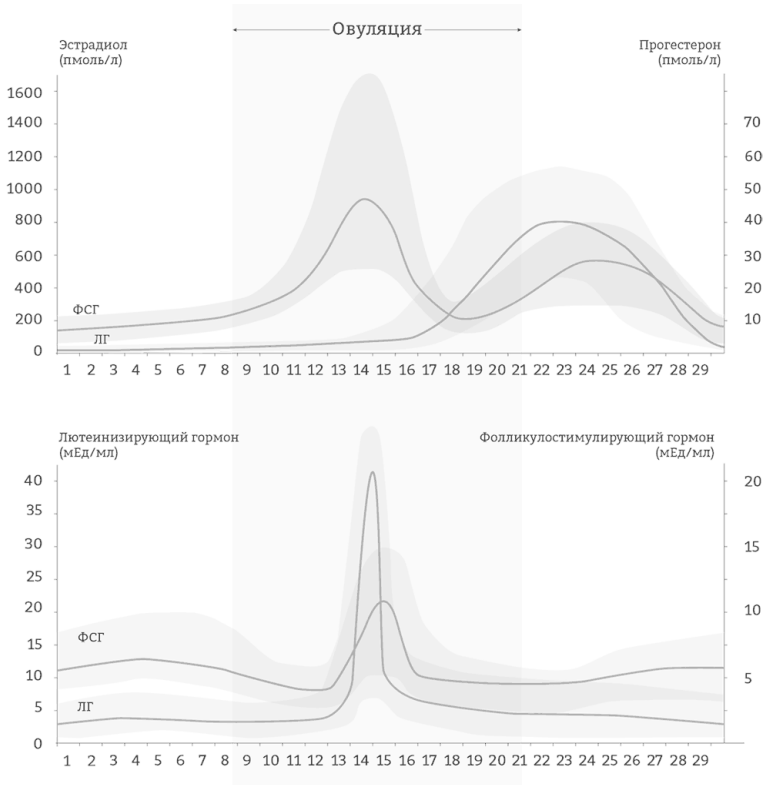 Овуляция
Эстрадиол
(пмоль/л)
Прогестерон
(пмоль/л)
1600
1400
1200
1000
800
600
400
200
0
70
60
50
40
30
20
10
ФСГ
ЛГ
1 2 3 4 5 6 7 8 9 10 11 12 13 14 15 16 17 18 19 20 21 22 23 24 25 26 27 28 29
Лютеинизирующий гормон
(мЕд/мл)
Фолликулостимулирующий гормон
(мЕд/мл)
40
35
30
25
20
15
10
5
0
20
15
10
5
ФСГ
ЛГ
1 2 3 4 5 6 7 8 9 10 11 12 13 14 15 16 17 18 19 20 21 22 23 24 25 26 27 28 29